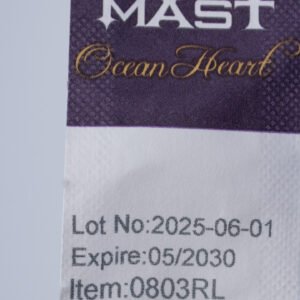 MAST
Ocean Heart
Lot No:2025-06-01
Expire:05/2030
Item:0803RL